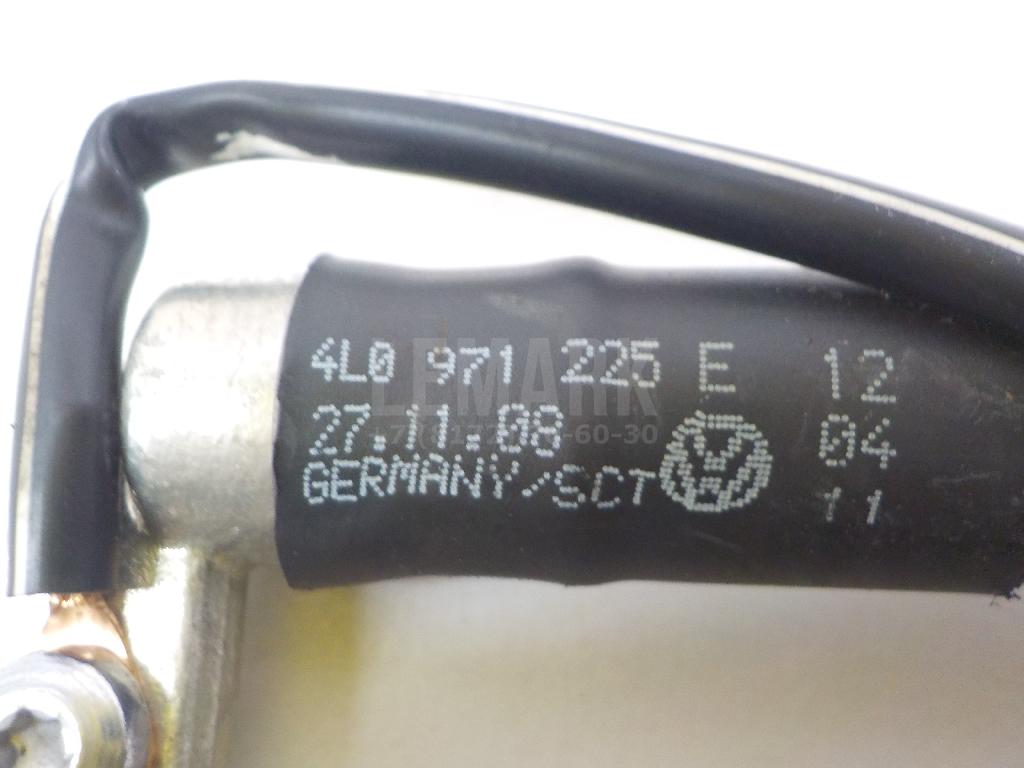 4L0 971 225 E 12
27.11.08 04
GERMANY/SCT 11
LEMARK